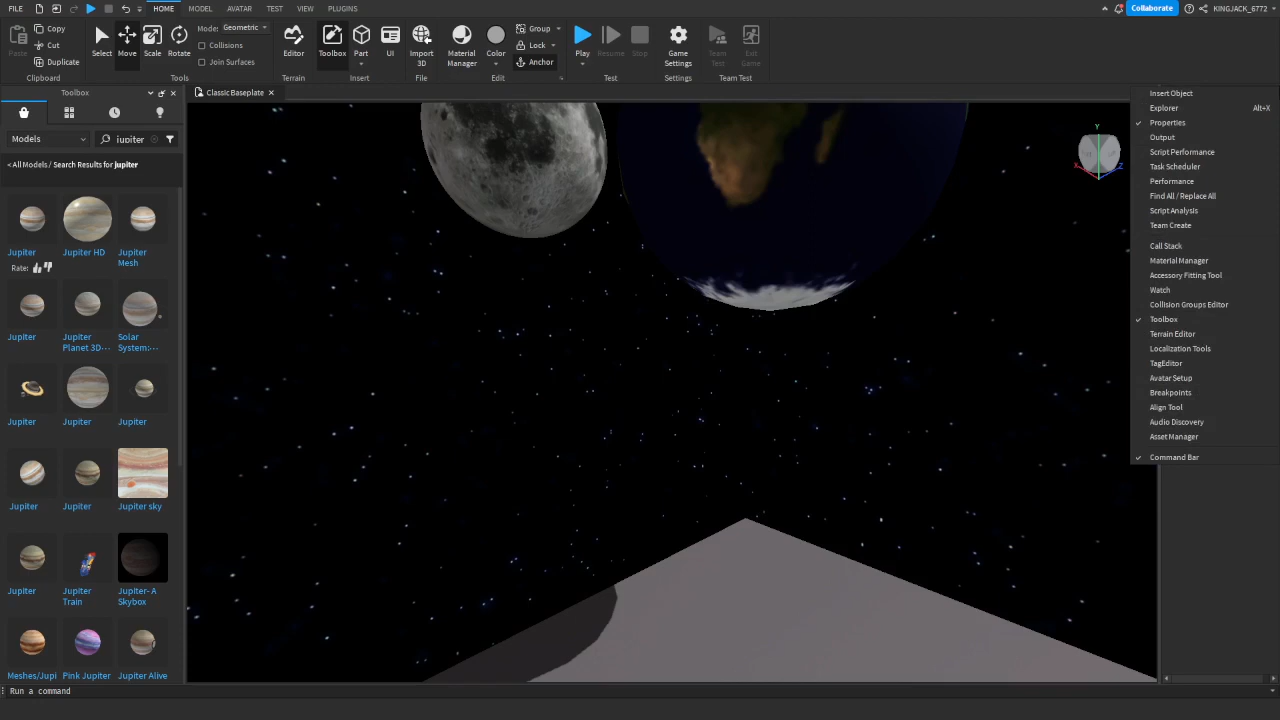 FILE HOME MODEL AVATAR TEST VIEW PLUGINS Collaborate KINGJACK_6772
Paste Copy Cut Duplicate Clipboard
Select Move Scale Rotate Mode: Geometric Collisions Join Surfaces Tools
Editor Terrain
Toolbox Part UI Insert
Import 3D File
Material Manager Color Group Lock Anchor Edit
Play Resume Stop Test
Game Settings Settings
Team Test Exit Game Team Test
Toolbox
Classic Baseplate
Models jupiter
< All Models / Search Results for jupiter
Jupiter Jupiter HD Jupiter Mesh
Rate:
Jupiter Jupiter Planet 3D... Solar System:...
Jupiter Jupiter Jupiter
Jupiter Jupiter Jupiter sky
Jupiter Jupiter Train Jupiter- A Skybox
Meshes/Jupi Pink Jupiter Jupiter Alive
Y
X
Z
Insert Object
Explorer Alt+X
Properties
Output
Script Performance
Task Scheduler
Performance
Find All / Replace All
Script Analysis
Team Create
Call Stack
Material Manager
Accessory Fitting Tool
Watch
Collision Groups Editor
Toolbox
Terrain Editor
Localization Tools
TagEditor
Avatar Setup
Breakpoints
Align Tool
Audio Discovery
Asset Manager
Command Bar
Run a command